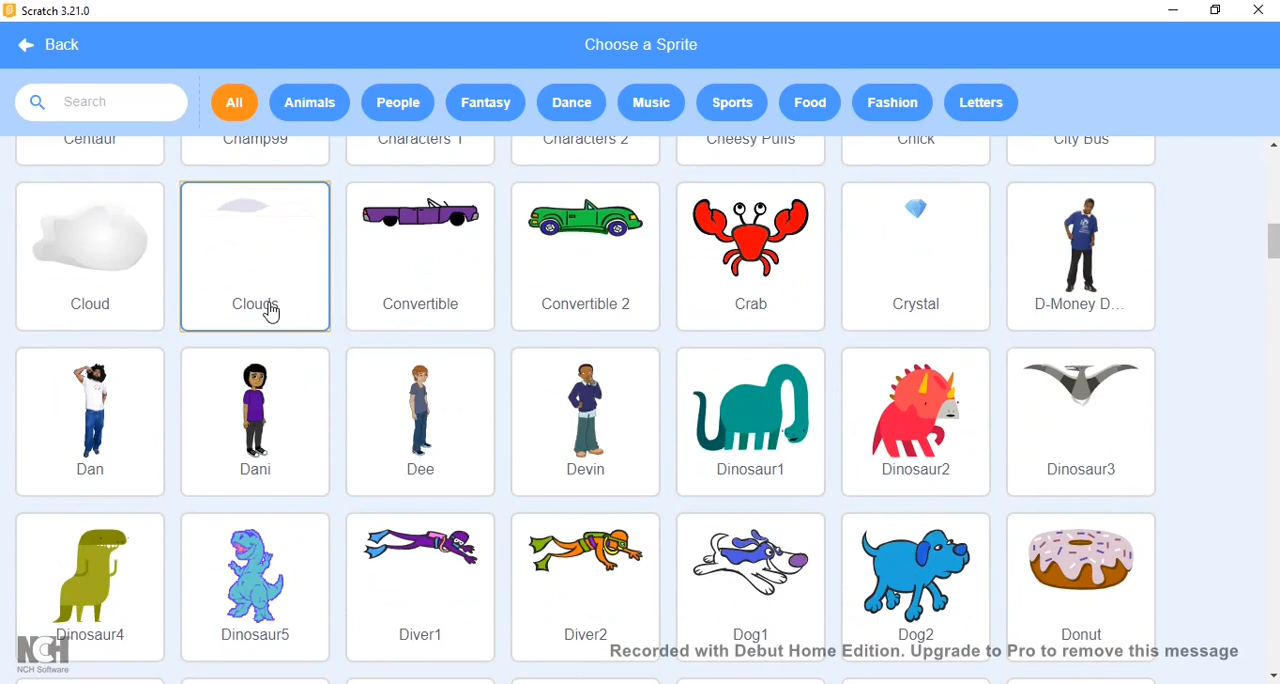 Scratch 3.21.0
Back
Choose a Sprite
Search
All
Animals
People
Fantasy
Dance
Music
Sports
Food
Fashion
Letters
Centaur
Champ99
Characters 1
Characters 2
Cheesy Puffs
Chick
City Bus
Cloud
Clouds
Convertible
Convertible 2
Crab
Crystal
D-Money D...
Dan
Dani
Dee
Devin
Dinosaur1
Dinosaur2
Dinosaur3
Dinosaur4
Dinosaur5
Diver1
Diver2
Dog1
Dog2
Donut
NCH
NCH Software
Recorded with Debut Home Edition. Upgrade to Pro to remove this message